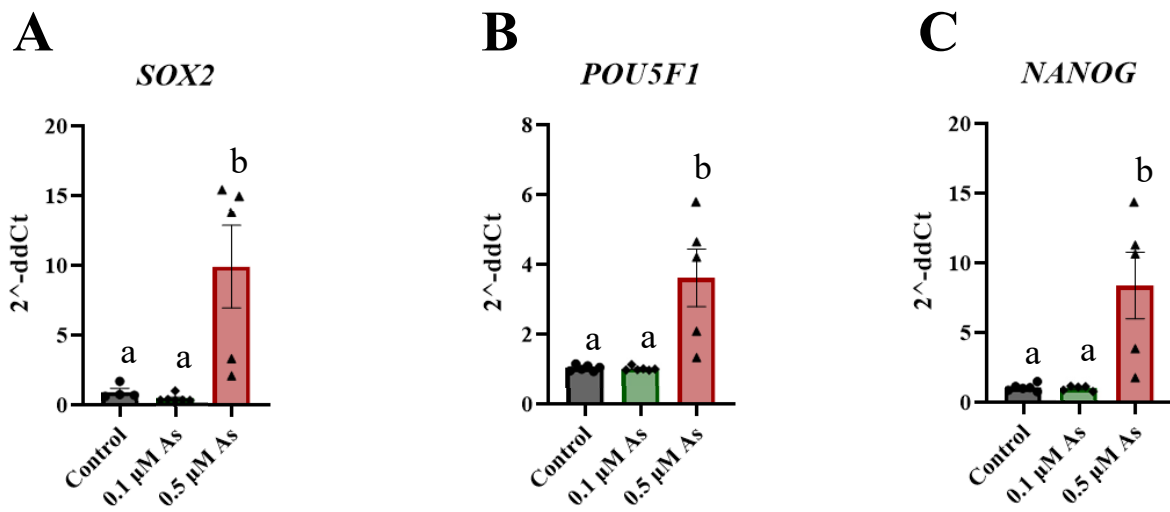 A
SOX2
2^-ddCt
20
15
10
5
0
a
a
b
Control
0.1 µM As
0.5 µM As
B
POU5F1
2^-ddCt
8
6
4
2
0
a
a
b
Control
0.1 µM As
0.5 µM As
C
NANOG
2^-ddCt
20
15
10
5
0
a
a
b
Control
0.1 µM As
0.5 µM As